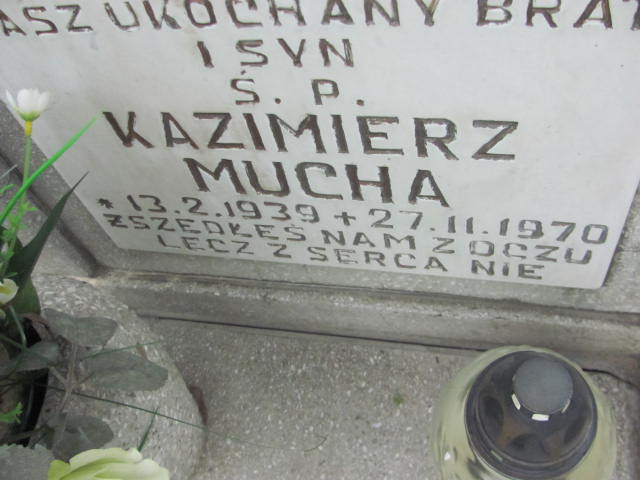 ASZ UKOCHANY BRAT
I SYN
Ś. P.
KAZIMIERZ
MUCHA
* 13.2.1939 + 27.11.1970
ZSZEDŁEŚ NAM Z OCZU
LECZ Z SERCA NIE